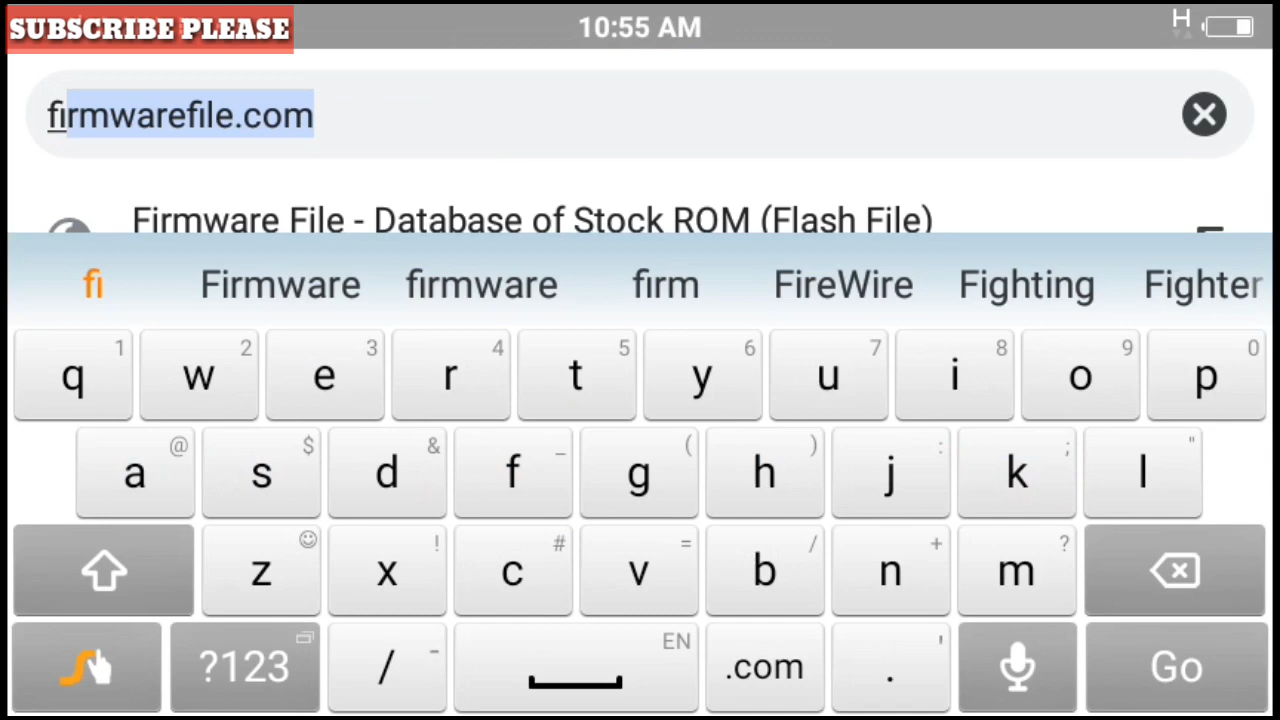 SUBSCRIBE PLEASE
10:55 AM
H
firmwarefile.com
Firmware File - Database of Stock ROM (Flash File)
fi Firmware firmware firm FireWire Fighting Fighter
1 2 3 4 5 6 7 8 9 0
q w e r t y u i o p
@ $ & _ ( ) : ; "
a s d f g h j k l
! # = / + ?
z x c v b n m
EN
?123 / - .com . ' Go